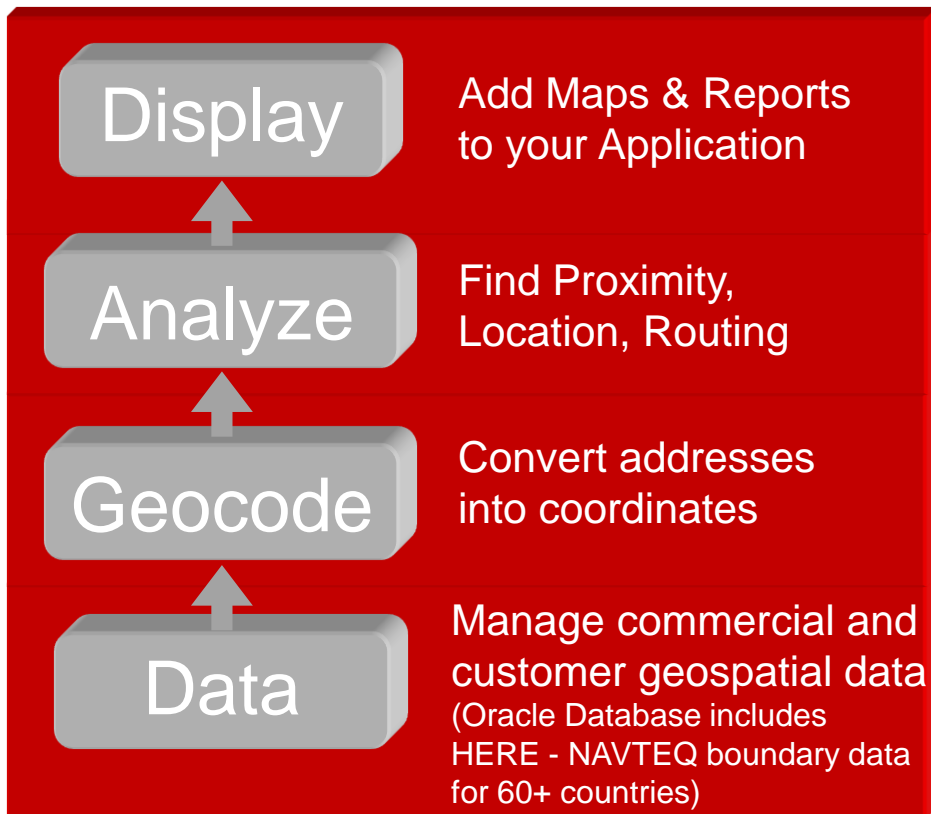 Display
Add Maps & Reports
to your Application
Analyze
Find Proximity,
Location, Routing
Geocode
Convert addresses
into coordinates
Data
Manage commercial and
customer geospatial data
(Oracle Database includes
HERE - NAVTEQ boundary data
for 60+ countries)